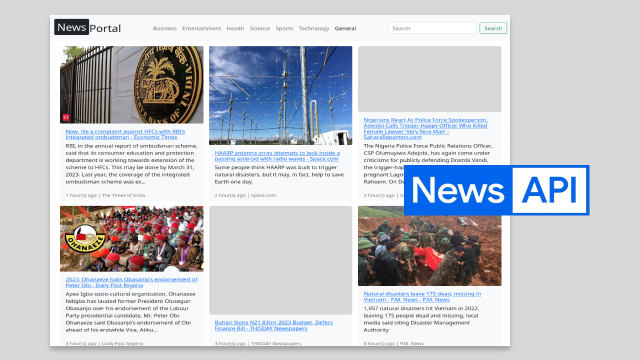 News Portal
Business Entertainment Health Science Sports Technology General
Search
Search
Now, file a complaint against HFCs with RBI's
integrated ombudsman - Economic Times
RBI, in the annual report of ombudsman scheme,
said that its consumer education and protection
department is working towards extension of the
scheme to HFCs. This may be done by March 31,
2023. Last year, the coverage of the integrated
ombudsman scheme was ex...
1 hour(s) ago | The Times of India
HAARP antenna array attempts to look inside a
passing asteroid with radio waves - Space.com
Some people think HAARP was built to trigger
natural disasters, but it may, in fact, help to save
Earth one day.
2 hour(s) ago | Space.com
Nigerians React As Police Force Spokesperson,
Adejobi Calls Trigger-Happy Officer Who Killed
Female Lawyer 'Very Nice Man' -
SaharaReporters.com
The Nigeria Police Force Public Relations Officer,
CSP Olumuyiwa Adejobi, has again come under
criticisms for publicly defending Drambi Vandi,
the trigger-hap
pregnant Lagos
Raheem. On Da
News API
OHANAEZE
2023: Ohanaeze hails Obasanjo's endorsement of
Peter Obi - Daily Post Nigeria
Apex Igbo socio-cultural organisation, Ohanaeze
Ndigbo has lauded former President Olusegun
Obasanjo over his endorsement of the Labour
Party presidential candidate, Mr. Peter Obi.
Ohanaeze said Obasanjo's endorsement of Obi
ahead of his erstwhile Vice, Atiku...
3 hour(s) ago | Daily Post Nigeria
Buhari Signs N21.83trn 2023 Budget, Defers
Finance Bill - THISDAY Newspapers
3 hour(s) ago | THISDAY Newspapers
Natural disasters leave 175 dead, missing in
Vietnam - P.M. News - P.M. News
1,057 natural disasters hit Vietnam in 2022,
leaving 175 people dead and missing, local
media said citing Disaster Management
Authority
hour(s) ago | P.M. News